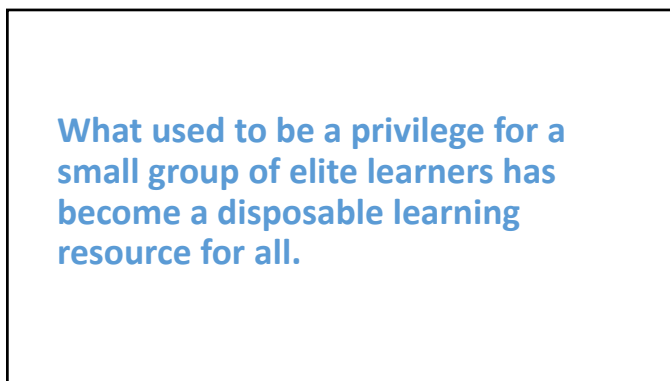 What used to be a privilege for a
small group of elite learners has
become a disposable learning
resource for all.